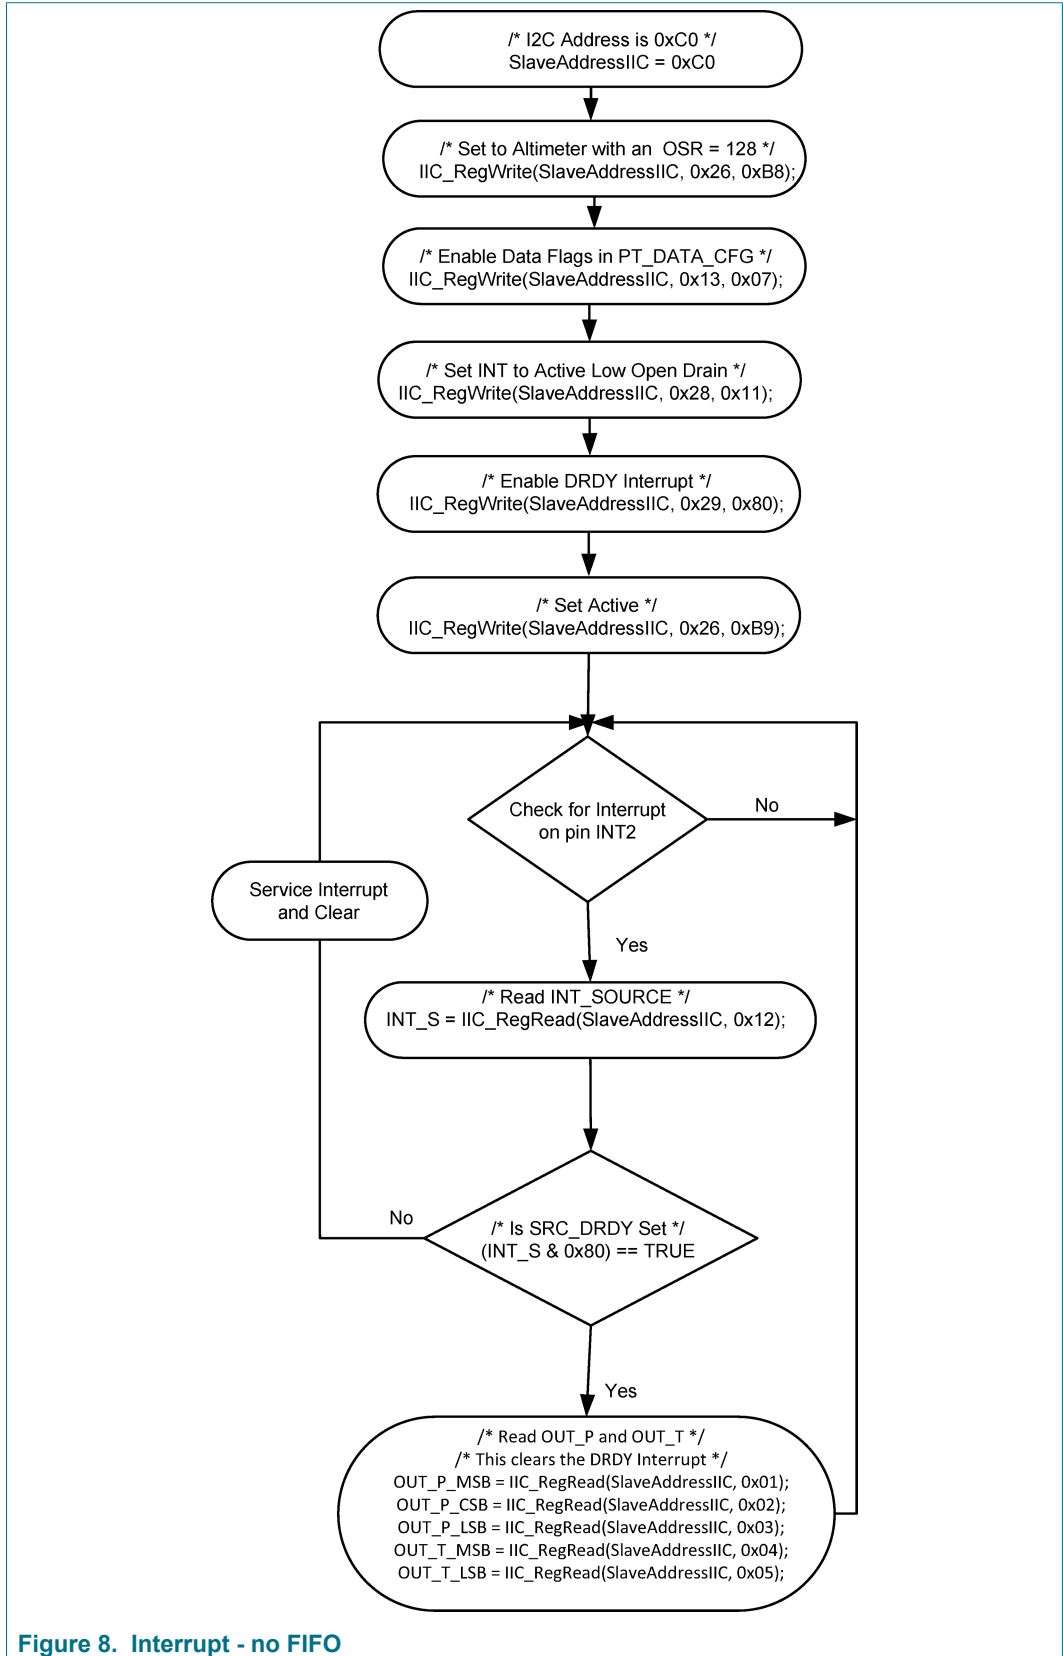 /* I2C Address is 0xC0 */
SlaveAddressIIC = 0xC0
/* Set to Altimeter with an OSR = 128 */
IIC_RegWrite(SlaveAddressIIC, 0x26, 0xB8);
/* Enable Data Flags in PT_DATA_CFG */
IIC_RegWrite(SlaveAddressIIC, 0x13, 0x07);
/* Set INT to Active Low Open Drain */
IIC_RegWrite(SlaveAddressIIC, 0x28, 0x11);
/* Enable DRDY Interrupt */
IIC_RegWrite(SlaveAddressIIC, 0x29, 0x80);
/* Set Active */
IIC_RegWrite(SlaveAddressIIC, 0x26, 0xB9);
Check for Interrupt
on pin INT2
No
Service Interrupt
and Clear
Yes
/* Read INT_SOURCE */
INT_S = IIC_RegRead(SlaveAddressIIC, 0x12);
No
/* Is SRC_DRDY Set */
(INT_S & 0x80) == TRUE
Yes
/* Read OUT_P and OUT_T */
/* This clears the DRDY Interrupt */
OUT_P_MSB = IIC_RegRead(SlaveAddressIIC, 0x01);
OUT_P_CSB = IIC_RegRead(SlaveAddressIIC, 0x02);
OUT_P_LSB = IIC_RegRead(SlaveAddressIIC, 0x03);
OUT_T_MSB = IIC_RegRead(SlaveAddressIIC, 0x04);
OUT_T_LSB = IIC_RegRead(SlaveAddressIIC, 0x05);
Figure 8. Interrupt - no FIFO